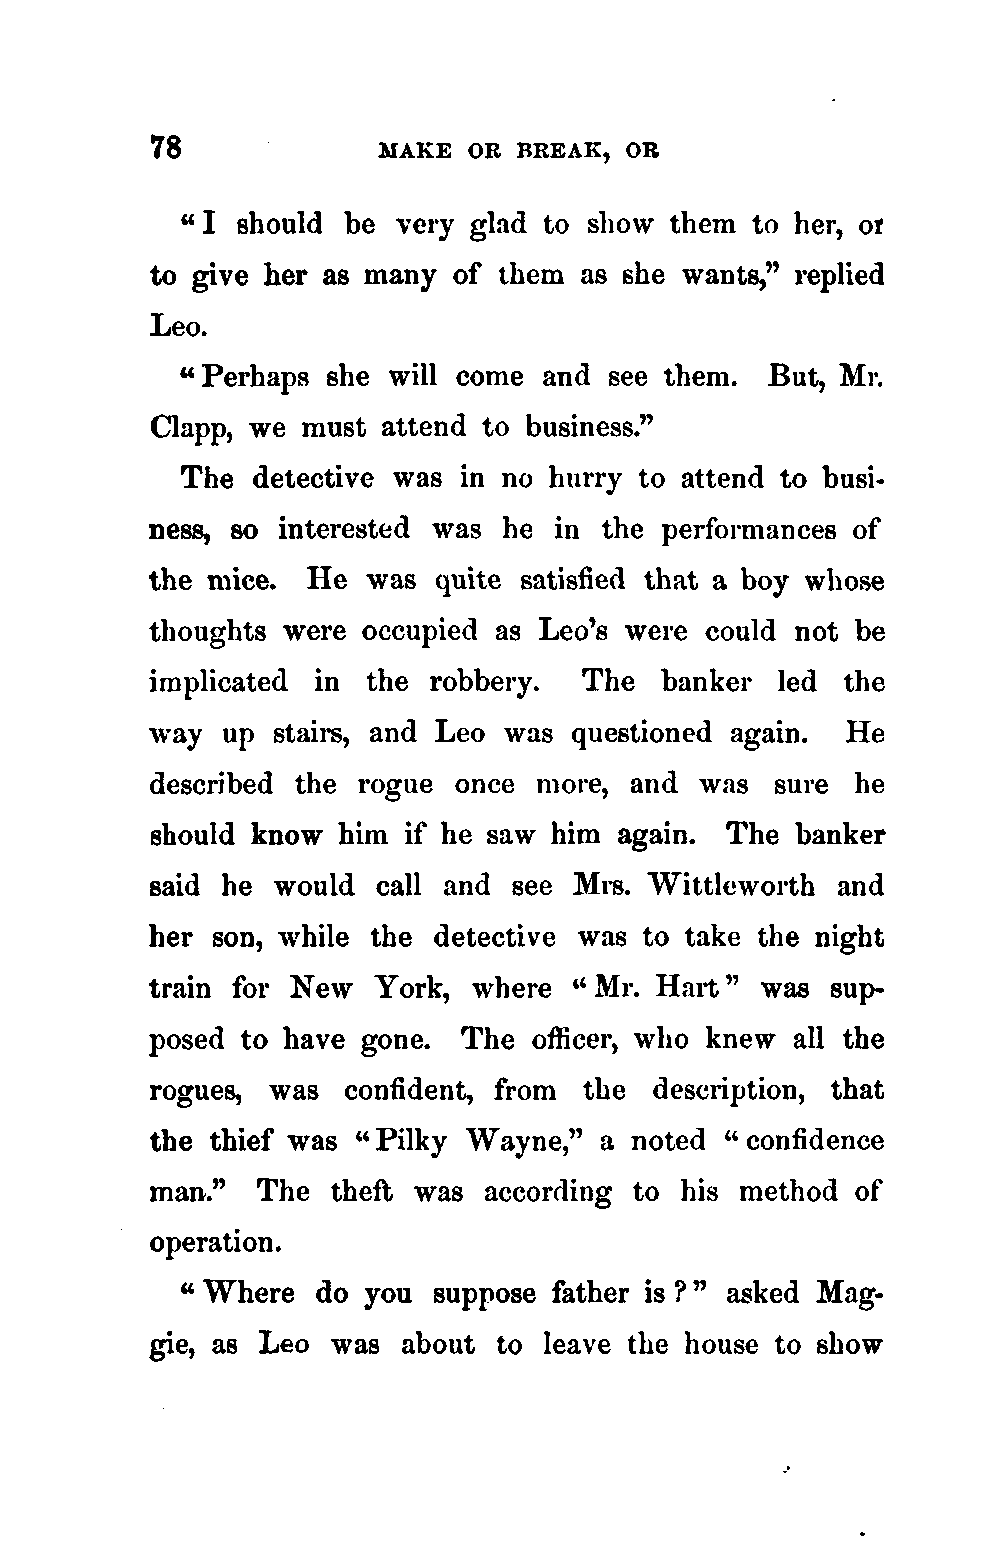 78 MAKE OR BREAK, OR
“I should be very glad to show them to her, or
to give her as many of them as she wants,” replied
Leo.
“Perhaps she will come and see them. But, Mr.
Clapp, we must attend to business.”
The detective was in no hurry to attend to busi-
ness, so interested was he in the performances of
the mice. He was quite satisfied that a boy whose
thoughts were occupied as Leo’s were could not be
implicated in the robbery. The banker led the
way up stairs, and Leo was questioned again. He
described the rogue once more, and was sure he
should know him if he saw him again. The banker
said he would call and see Mrs. Wittleworth and
her son, while the detective was to take the night
train for New York, where “Mr. Hart” was sup-
posed to have gone. The officer, who knew all the
rogues, was confident, from the description, that
the thief was “Pilky Wayne,” a noted “confidence
man.” The theft was according to his method of
operation.
“Where do you suppose father is?” asked Mag-
gie, as Leo was about to leave the house to show